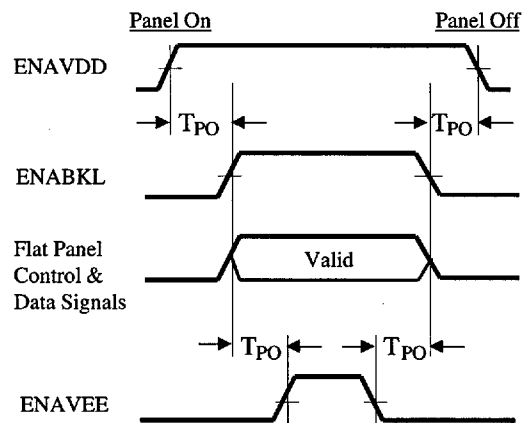 Panel On
Panel Off
ENAVDD
TPO
TPO
ENABKL
Flat Panel
Control &
Data Signals
Valid
TPO
TPO
ENAVEE